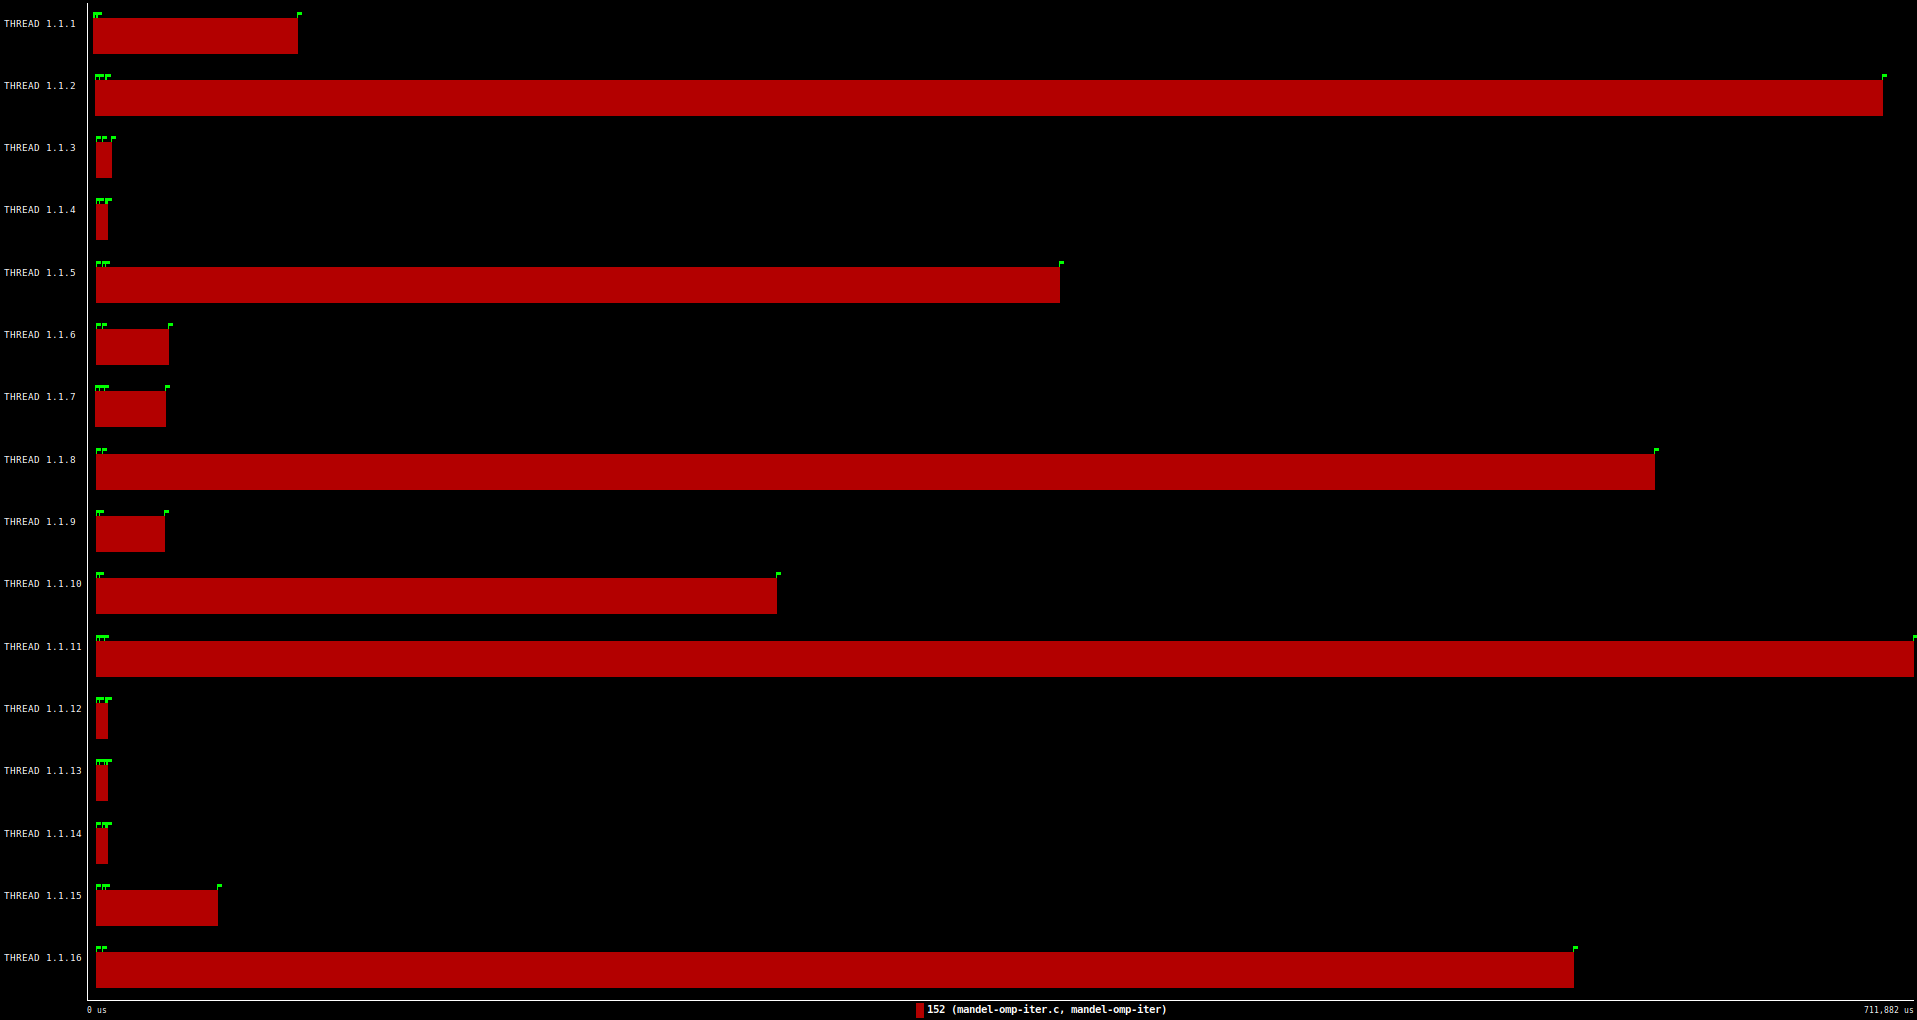 THREAD 1.1.1
THREAD 1.1.2
THREAD 1.1.3
THREAD 1.1.4
THREAD 1.1.5
THREAD 1.1.6
THREAD 1.1.7
THREAD 1.1.8
THREAD 1.1.9
THREAD 1.1.10
THREAD 1.1.11
THREAD 1.1.12
THREAD 1.1.13
THREAD 1.1.14
THREAD 1.1.15
THREAD 1.1.16
0 us
152 (mandel-omp-iter.c, mandel-omp-iter)
711,882 us